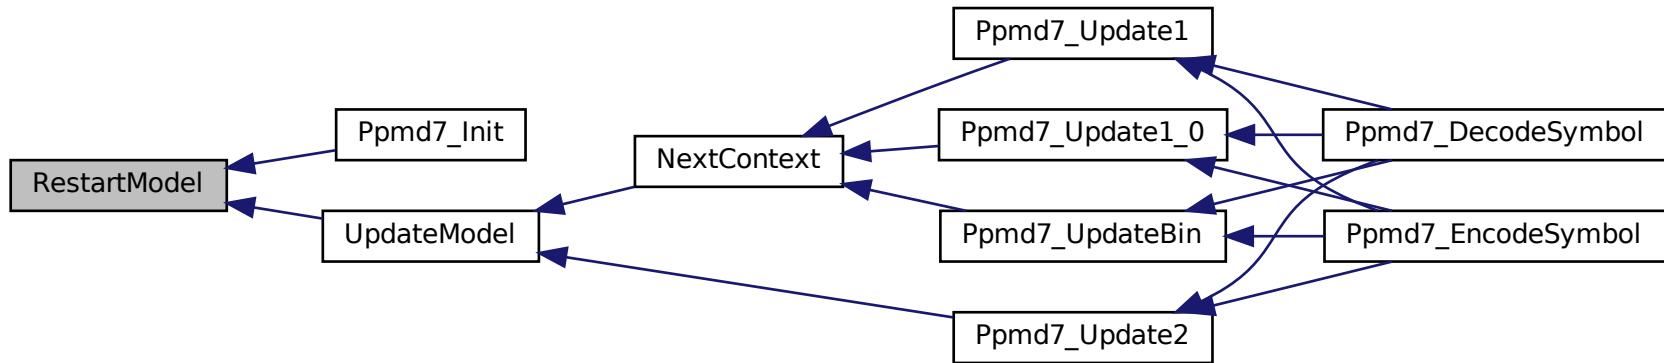 Ppmd7_Update1
Ppmd7_Init
Ppmd7_Update1_0
Ppmd7_DecodeSymbol
NextContext
RestartModel
UpdateModel
Ppmd7_UpdateBin
Ppmd7_EncodeSymbol
Ppmd7_Update2